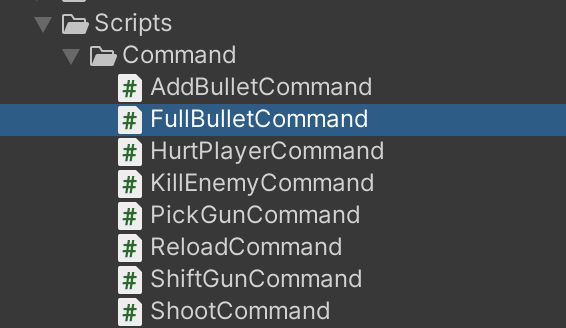 Scripts
Command
# AddBulletCommand
# FullBulletCommand
# HurtPlayerCommand
# KillEnemyCommand
# PickGunCommand
# ReloadCommand
# ShiftGunCommand
# ShootCommand